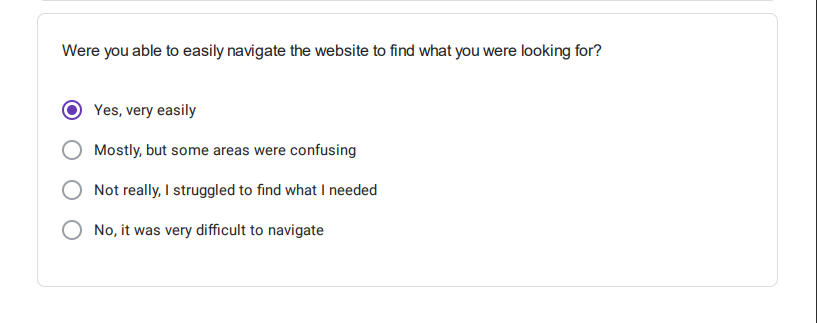 Were you able to easily navigate the website to find what you were looking for?
Yes, very easily
Mostly, but some areas were confusing
Not really, I struggled to find what I needed
No, it was very difficult to navigate